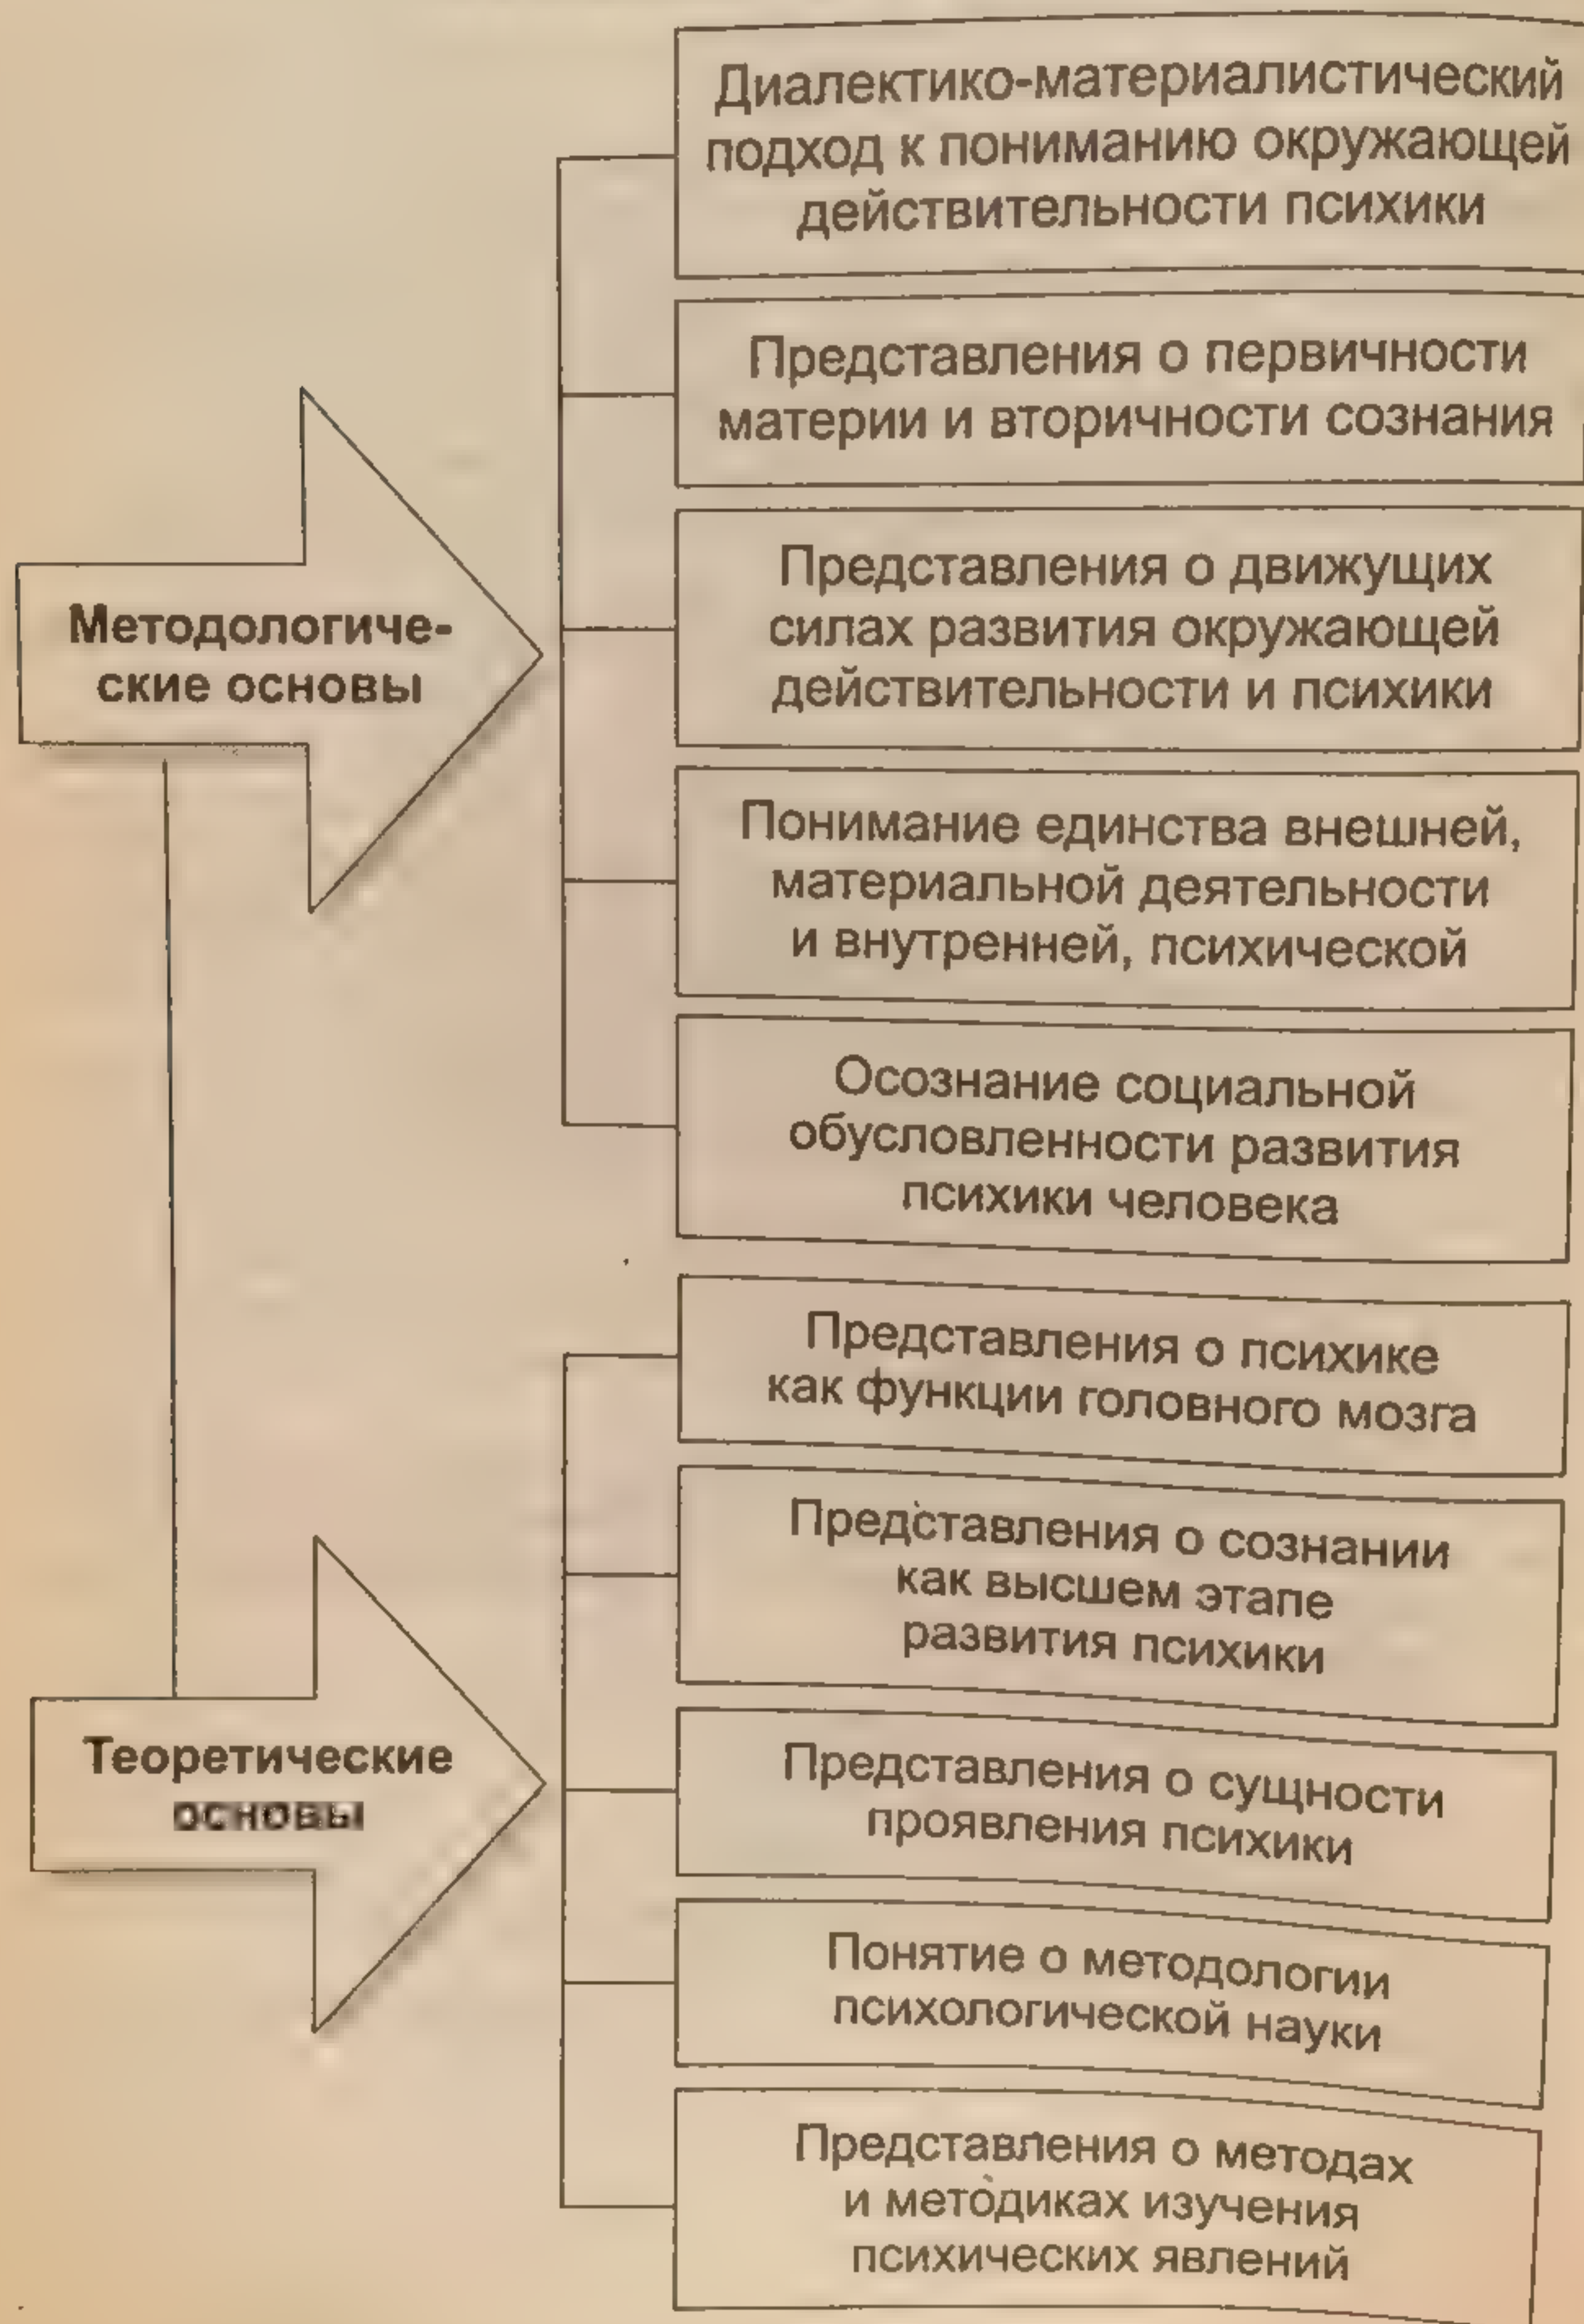 Диалектико-материалистический
подход к пониманию окружающей
действительности психики
Представления о первичности
материи и вторичности сознания
Методологиче-
ские основы
Представления о движущих
силах развития окружающей
действительности и психики
Понимание единства внешней,
материальной деятельности
и внутренней, психической
Осознание социальной
обусловленности развития
психики человека
Представления о психике
как функции головного мозга
Представления о сознании
как высшем этапе
развития психики
Теоретические
основы
Представления о сущности
проявления психики
Понятие о методологии
психологической науки
Представления о методах
и методиках изучения
психических явлений